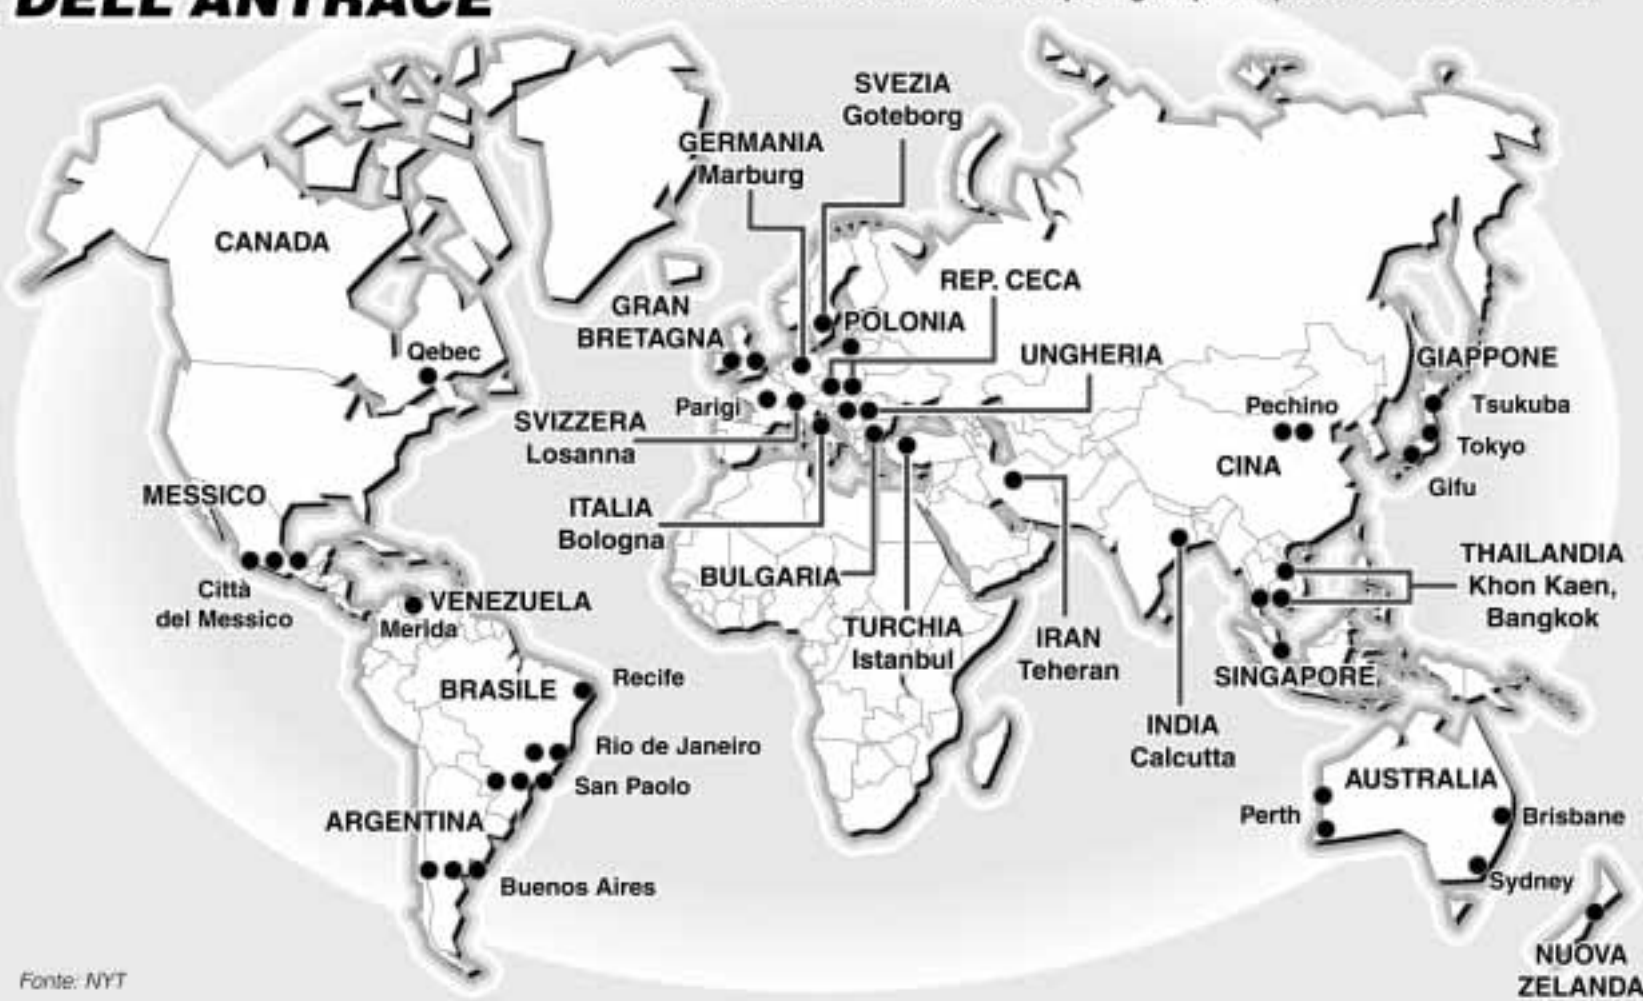 DELL'ANTRACE
SVEZIA
Goteborg
GERMANIA
Marburg
CANADA
REP. CECA
GRAN
BRETAGNA
POLONIA
UNGHERIA
GIAPPONE
Qebec
Parigi
Pechino
Tsukuba
SVIZZERA
Losanna
Tokyo
CINA
Gifu
MESSICO
ITALIA
Bologna
THAILANDIA
Khon Kaen,
Bangkok
BULGARIA
Città
del Messico
VENEZUELA
Merida
TURCHIA
Istanbul
IRAN
Teheran
SINGAPORE
Recife
BRASILE
INDIA
Calcutta
Rio de Janeiro
San Paolo
AUSTRALIA
ARGENTINA
Perth
Brisbane
Buenos Aires
Sydney
NUOVA
ZELANDA
Fonte: NYT